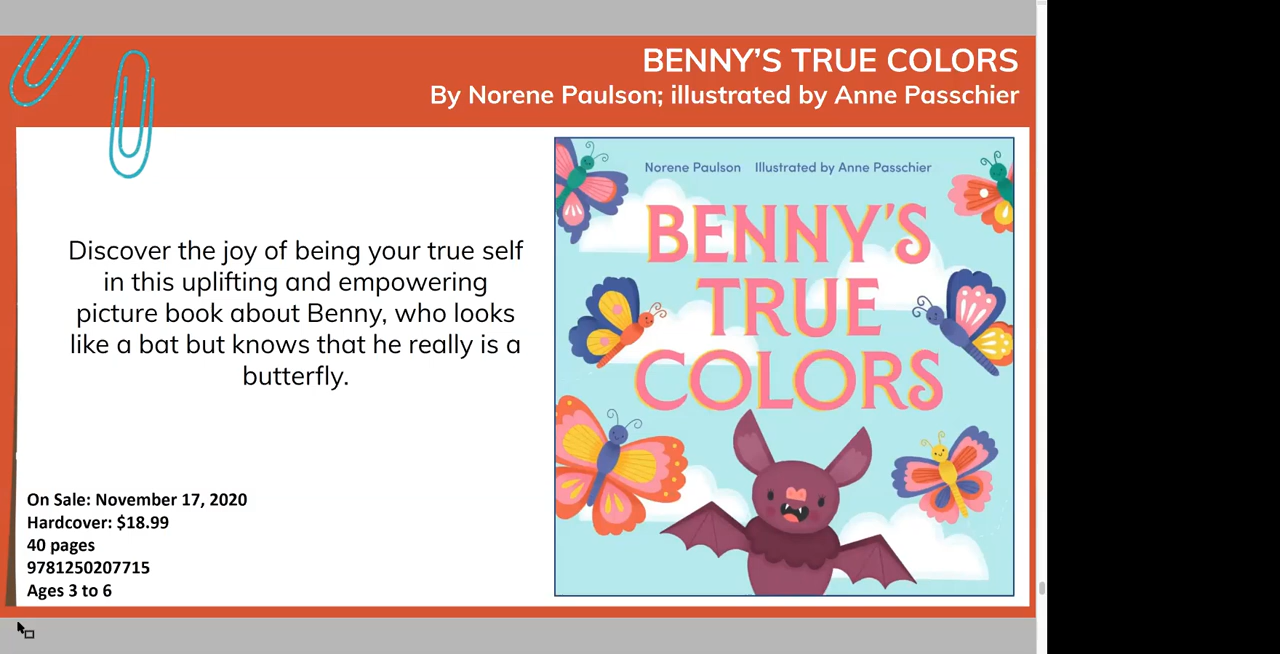 BENNY’S TRUE COLORS
By Norene Paulson; illustrated by Anne Passchier
Discover the joy of being your true self
in this uplifting and empowering
picture book about Benny, who looks
like a bat but knows that he really is a
butterfly.
On Sale: November 17, 2020
Hardcover: $18.99
40 pages
9781250207715
Ages 3 to 6
Norene Paulson Illustrated by Anne Passchier
BENNY’S
TRUE
COLORS